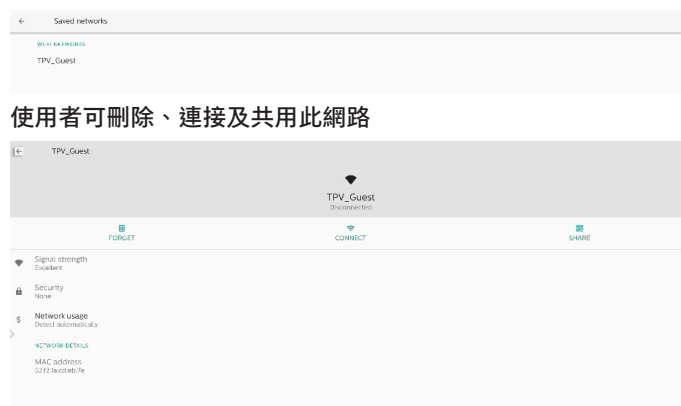 Saved networks
WI-FI NETWORKS
TPV_Guest
使用者可刪除、連接及共用此網路
TPV_Guest
TPV_Guest
Disconnected
FORGET CONNECT SHARE
Signal strength
Excellent
Security
None
$ Network usage
Detect automatically
NETWORK DETAILS
MAC address
52:f2:1a:cd:eb:7e